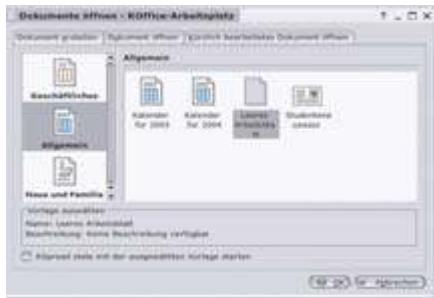 Dokumente öffnen - KOffice-Arbeitsplatz
Dokument erstellen Dokument öffnen Kürzlich bearbeitetes Dokument öffnen
Geschäftliches
Allgemein
Haus und Familie
Allgemein
Kalender für 2003
Kalender für 2004
Leeres Arbeitsblatt
Vorlage auswählen
Name: Leeres Arbeitsblatt
Beschreibung: Keine Beschreibung verfügbar
KSpread stets mit der ausgewählten Vorlage starten
OK Abbrechen